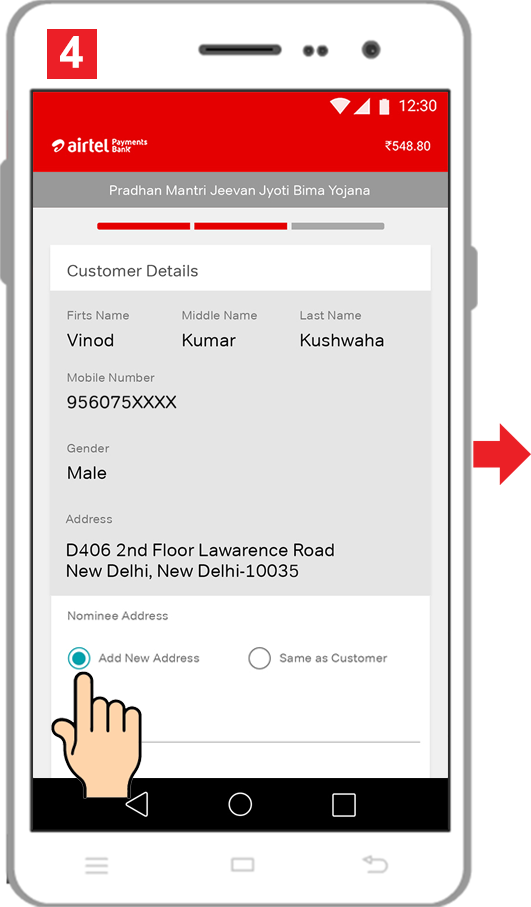 4
12:30
airtel Payments Bank
₹548.80
Pradhan Mantri Jeevan Jyoti Bima Yojana
Customer Details
Firts Name Middle Name Last Name
Vinod Kumar Kushwaha
Mobile Number
956075XXXX
Gender
Male
Address
D406 2nd Floor Lawarence Road
New Delhi, New Delhi-10035
Nominee Address
Add New Address Same as Customer